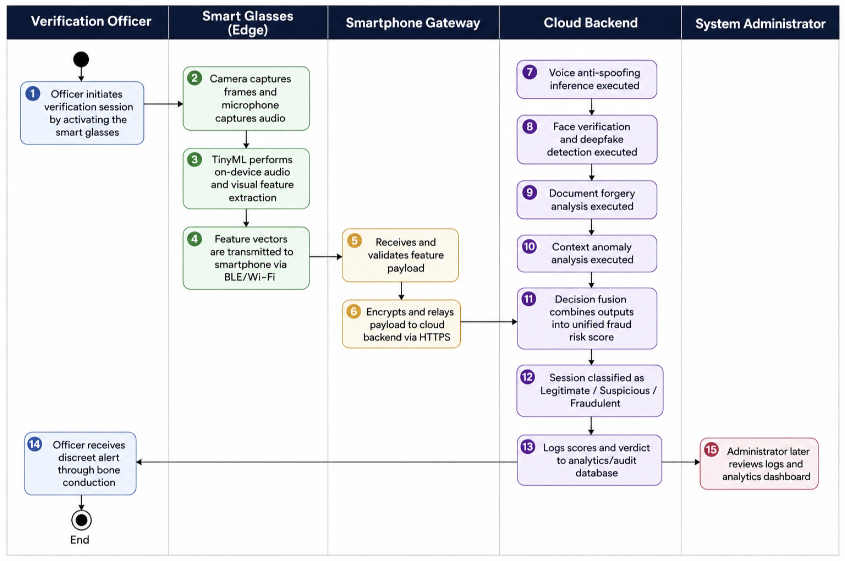 Verification Officer
Smart Glasses
(Edge)
Smartphone Gateway
Cloud Backend
System Administrator
1
Officer initiates
verification session
by activating the
smart glasses
2
Camera captures
frames and
microphone
captures audio
3
TinyML performs
on-device audio
and visual feature
extraction
4
Feature vectors
are transmitted to
smartphone via
BLE/Wi-Fi
5
Receives and
validates feature
payload
6
Encrypts and relays
payload to cloud
backend via HTTPS
7
Voice anti-spoofing
inference executed
8
Face verification
and deepfake
detection executed
9
Document forgery
analysis executed
10
Context anomaly
analysis executed
11
Decision fusion
combines outputs
into unified fraud
risk score
12
Session classified as
Legitimate / Suspicious /
Fraudulent
13
Logs scores and verdict
to analytics/audit
database
14
Officer receives
discreet alert
through bone
conduction
End
15
Administrator later
reviews logs and
analytics dashboard